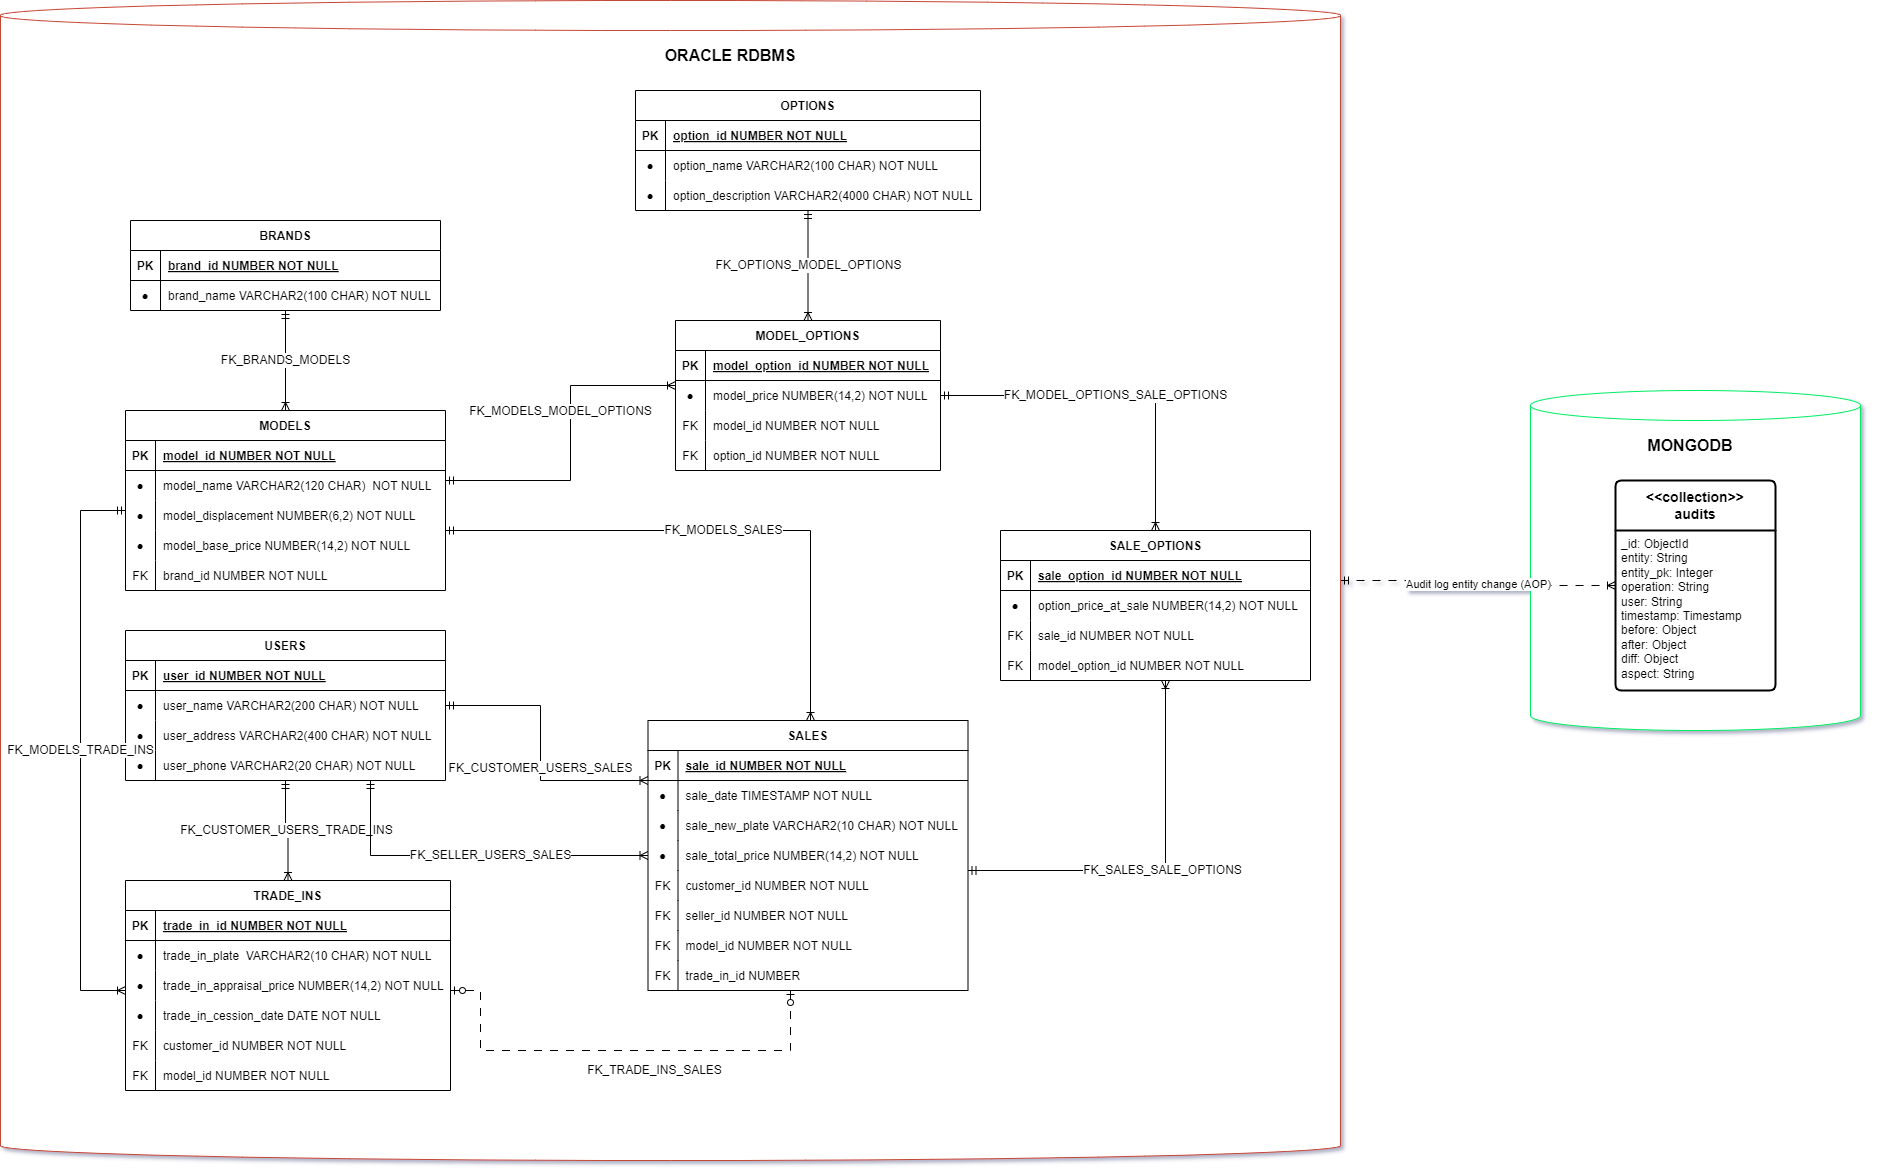 ORACLE RDBMS
OPTIONS
PK option_id NUMBER NOT NULL
• option_name VARCHAR2(100 CHAR) NOT NULL
• option_description VARCHAR2(4000 CHAR) NOT NULL
BRANDS
PK brand_id NUMBER NOT NULL
• brand_name VARCHAR2(100 CHAR) NOT NULL
FK_OPTIONS_MODEL_OPTIONS
FK_BRANDS_MODELS
MODEL_OPTIONS
PK model_option_id NUMBER NOT NULL
• model_price NUMBER(14,2) NOT NULL
FK model_id NUMBER NOT NULL
FK option_id NUMBER NOT NULL
FK_MODELS_MODEL_OPTIONS
FK_MODEL_OPTIONS_SALE_OPTIONS
MODELS
PK model_id NUMBER NOT NULL
• model_name VARCHAR2(120 CHAR)  NOT NULL
• model_displacement NUMBER(6,2) NOT NULL
• model_base_price NUMBER(14,2) NOT NULL
FK brand_id NUMBER NOT NULL
FK_MODELS_SALES
SALE_OPTIONS
PK sale_option_id NUMBER NOT NULL
• option_price_at_sale NUMBER(14,2) NOT NULL
FK sale_id NUMBER NOT NULL
FK model_option_id NUMBER NOT NULL
USERS
PK user_id NUMBER NOT NULL
• user_name VARCHAR2(200 CHAR) NOT NULL
• user_address VARCHAR2(400 CHAR) NOT NULL
• user_phone VARCHAR2(20 CHAR) NOT NULL
FK_MODELS_TRADE_INS
FK_CUSTOMER_USERS_SALES
FK_CUSTOMER_USERS_TRADE_INS
FK_SELLER_USERS_SALES
SALES
PK sale_id NUMBER NOT NULL
• sale_date TIMESTAMP NOT NULL
• sale_new_plate VARCHAR2(10 CHAR) NOT NULL
• sale_total_price NUMBER(14,2) NOT NULL
FK customer_id NUMBER NOT NULL
FK seller_id NUMBER NOT NULL
FK model_id NUMBER NOT NULL
FK trade_in_id NUMBER
FK_SALES_SALE_OPTIONS
TRADE_INS
PK trade_in_id NUMBER NOT NULL
• trade_in_plate  VARCHAR2(10 CHAR) NOT NULL
• trade_in_appraisal_price NUMBER(14,2) NOT NULL
• trade_in_cession_date DATE NOT NULL
FK customer_id NUMBER NOT NULL
FK model_id NUMBER NOT NULL
FK_TRADE_INS_SALES
Audit log entity change (AOP)
MONGODB
<<collection>>
audits
_id: ObjectId
entity: String
entity_pk: Integer
operation: String
user: String
timestamp: Timestamp
before: Object
after: Object
diff: Object
aspect: String